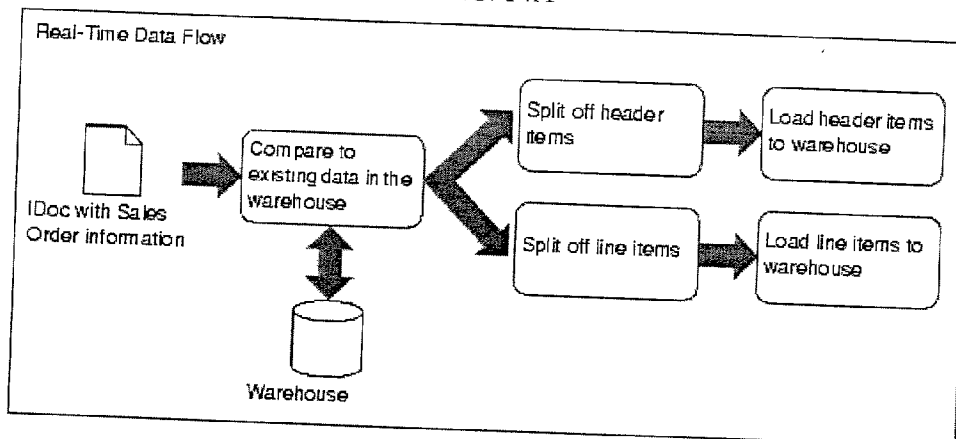 Real-Time Data Flow
IDoc with Sales
Order information
Compare to
existing data in the
warehouse
Warehouse
Split off header
items
Load header items
to warehouse
Split off line items
Load line items to
warehouse